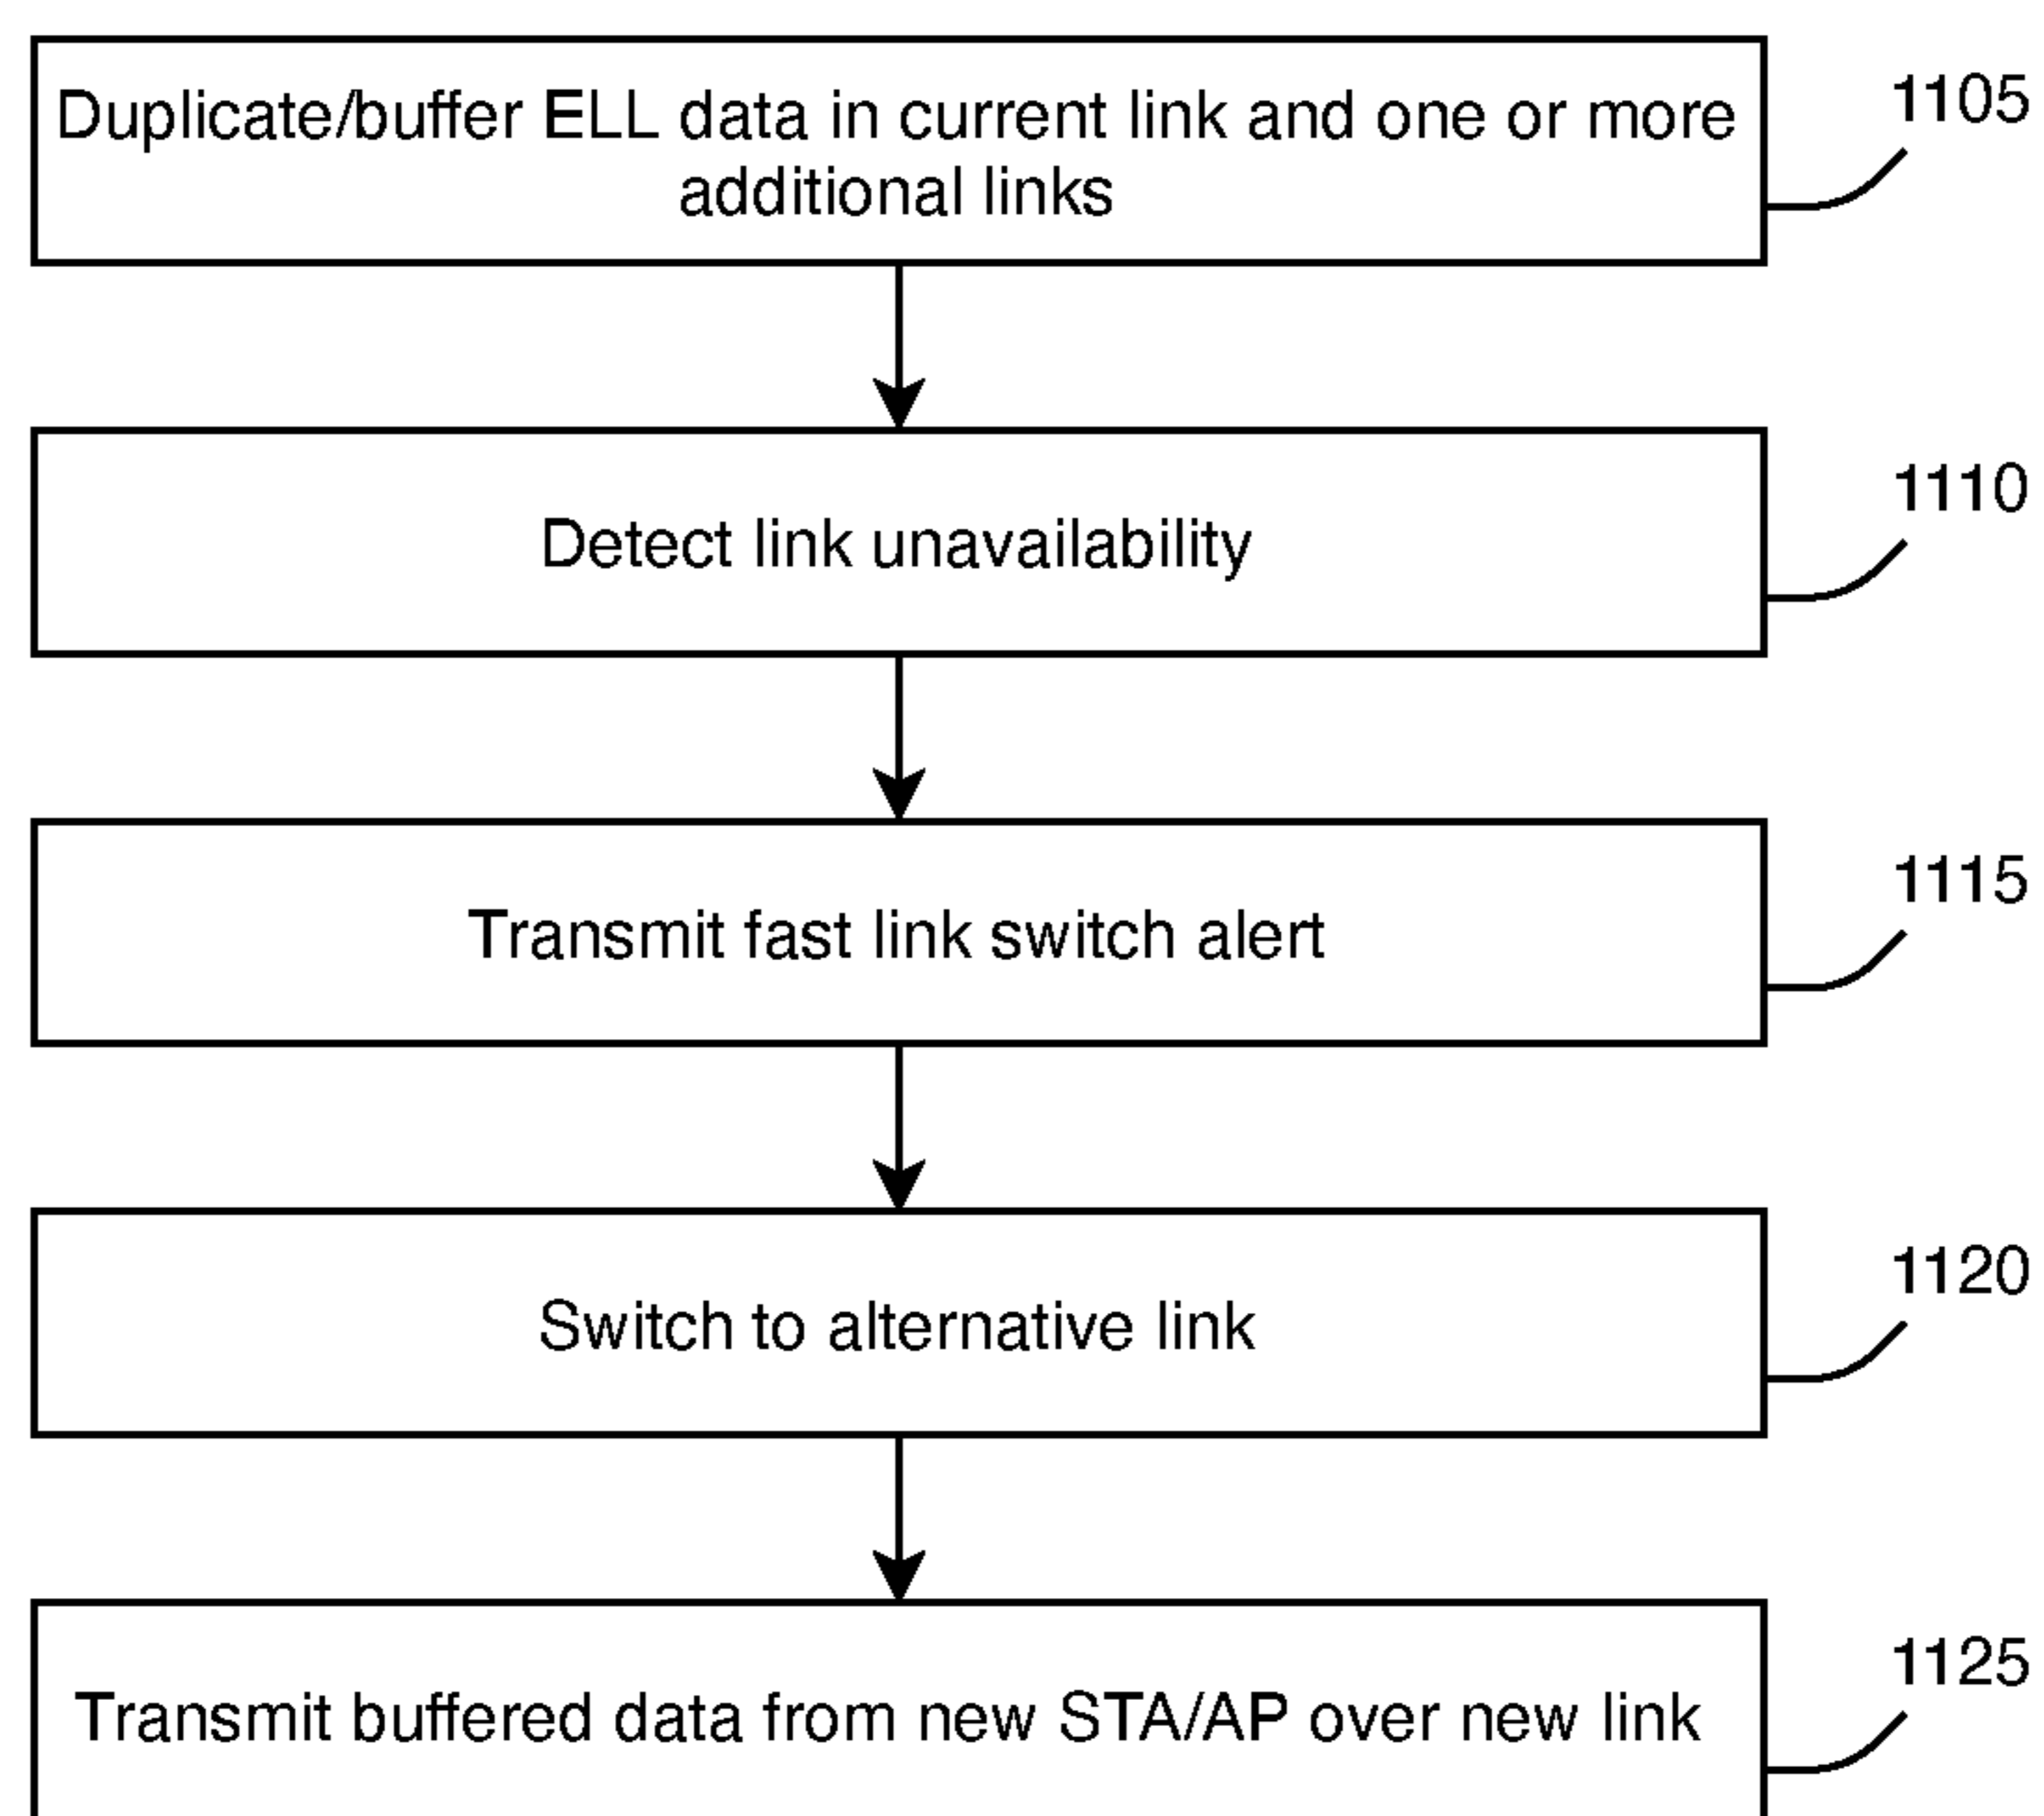 Duplicate/buffer ELL data in current link and one or more
additional links
1105
Detect link unavailability
1110
Transmit fast link switch alert
1115
Switch to alternative link
1120
Transmit buffered data from new STA/AP over new link
1125